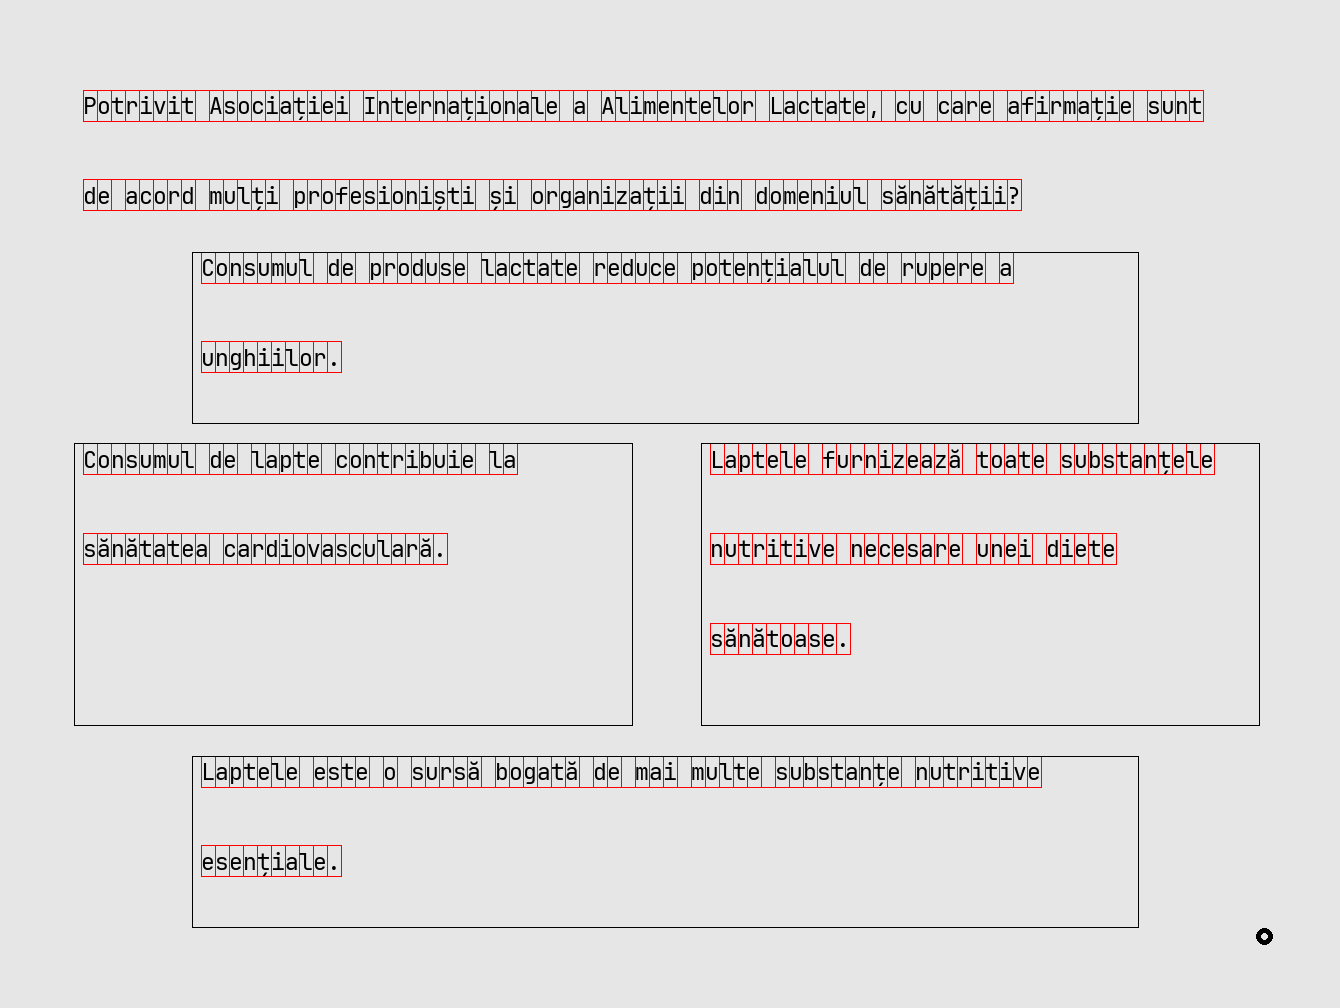 Potrivit Asociației Internaționale a Alimentelor Lactate, cu care afirmație sunt
de acord mulți profesioniști și organizații din domeniul sănătății?
Consumul de produse lactate reduce potențialul de rupere a
unghiilor.
Consumul de lapte contribuie la
sănătatea cardiovasculară.
Laptele furnizează toate substanțele
nutritive necesare unei diete
sănătoase.
Laptele este o sursă bogată de mai multe substanțe nutritive
esențiale.